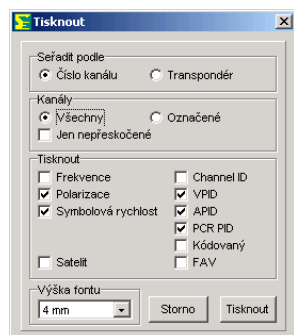 Tisknout
Seřadit podle
Číslo kanálu Transpondér
Kanály
Všechny Označené
Jen nepřeskočené
Tisknout
Frekvence Channel ID
Polarizace VPID
Symbolová rychlost APID
PCR PID
Kódovaný
Satelit FAV
Výška fontu
4 mm Storno Tisknout